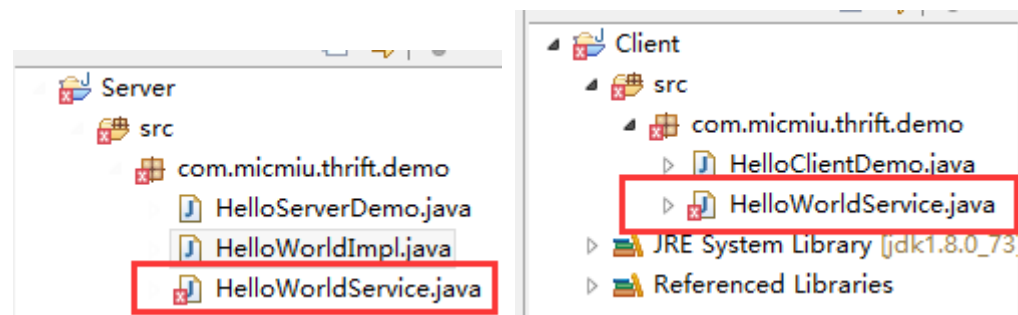 Server
src
com.micmiu.thrift.demo
HelloServerDemo.java
HelloWorldImpl.java
HelloWorldService.java
Client
src
com.micmiu.thrift.demo
HelloClientDemo.java
HelloWorldService.java
JRE System Library [jdk1.8.0_73]
Referenced Libraries